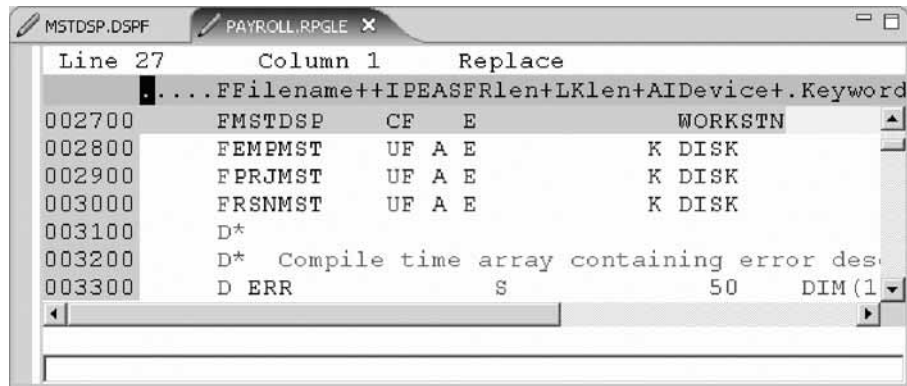 MSTDSP.DSPF PAYROLL.RPGLE
Line 27 Column 1 Replace
.....FFilename++IPEASFRlen+LKlen+AIDevice+.Keyword
002700 FMSTDSP CF E WORKSTN
002800 FEMPMST UF A E K DISK
002900 FPRJMST UF A E K DISK
003000 FRSNMST UF A E K DISK
003100 D*
003200 D* Compile time array containing error des
003300 D ERR S 50 DIM(1